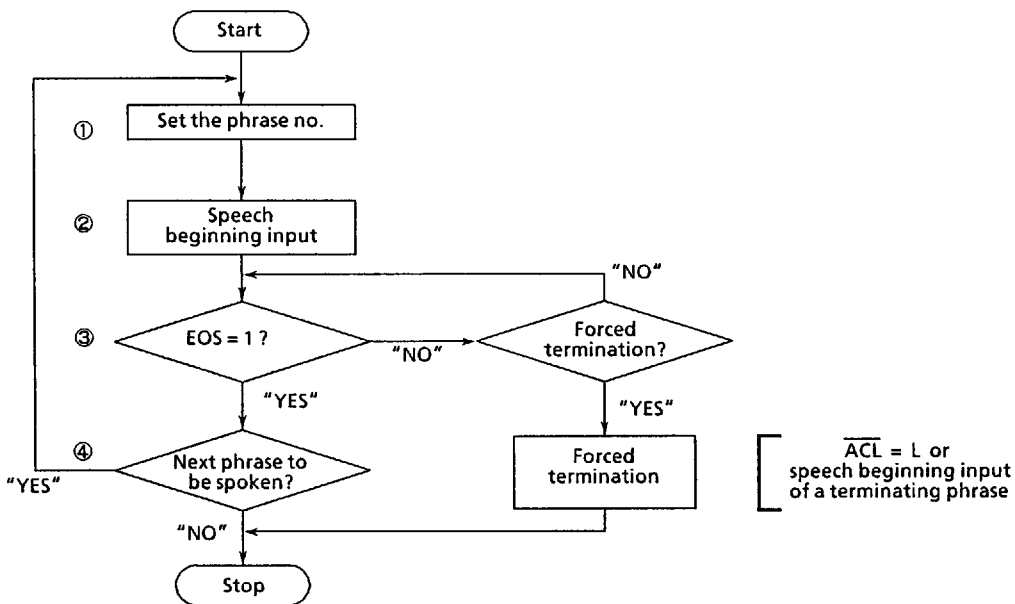 Start
①
Set the phrase no.
②
Speech
beginning input
"NO"
③
EOS = 1 ?
"NO"
Forced
termination?
"YES"
"YES"
④
Next phrase to
be spoken?
"YES"
Forced
termination
A̅C̅L̅ = L or
speech beginning input
of a terminating phrase
"NO"
Stop